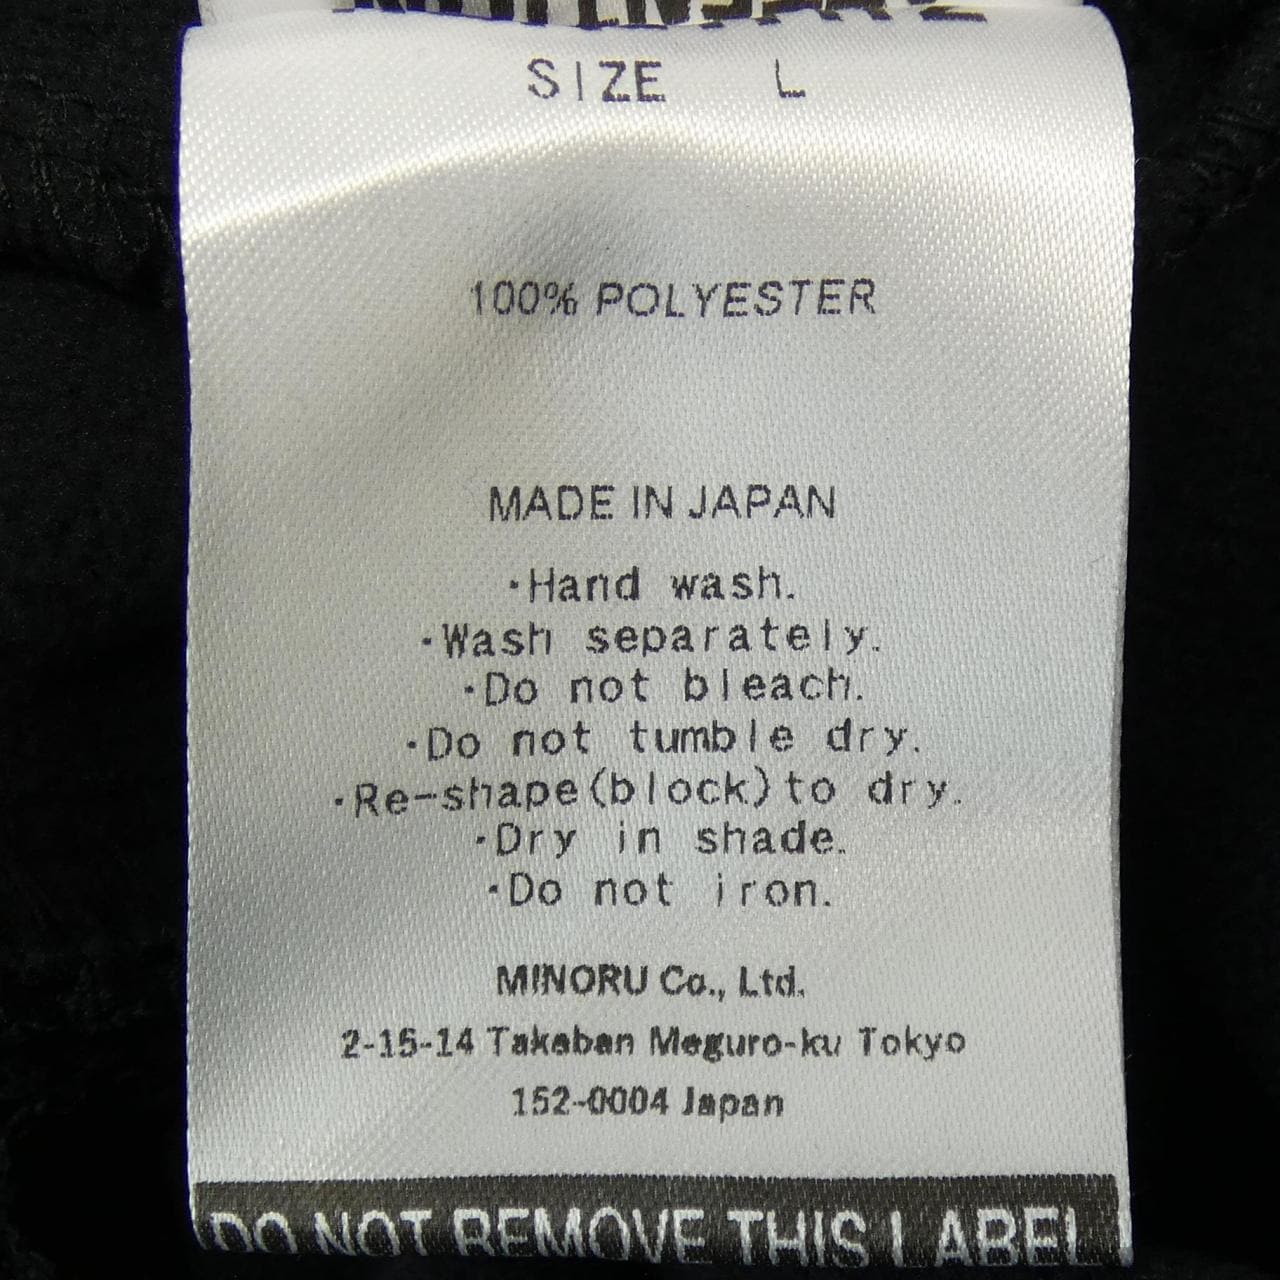 SIZE L
100% POLYESTER
MADE IN JAPAN
·Hand wash.
·Wash separately.
·Do not bleach.
·Do not tumble dry.
·Re-shape(block)to dry.
·Dry in shade.
·Do not iron.
MINORU Co., Ltd.
2-15-14 Takaban Meguro-ku Tokyo
152-0004 Japan
DO NOT REMOVE THIS LABEL